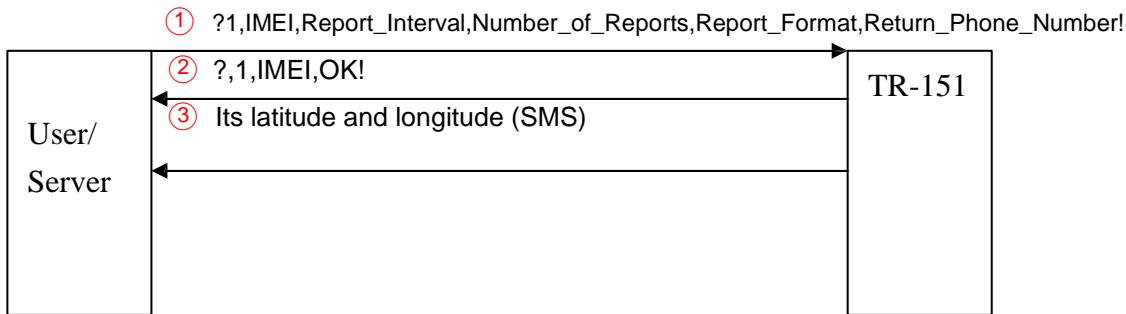 ① ?1,IMEI,Report_Interval,Number_of_Reports,Report_Format,Return_Phone_Number!
② ?,1,IMEI,OK!
TR-151
③ Its latitude and longitude (SMS)
User/
Server